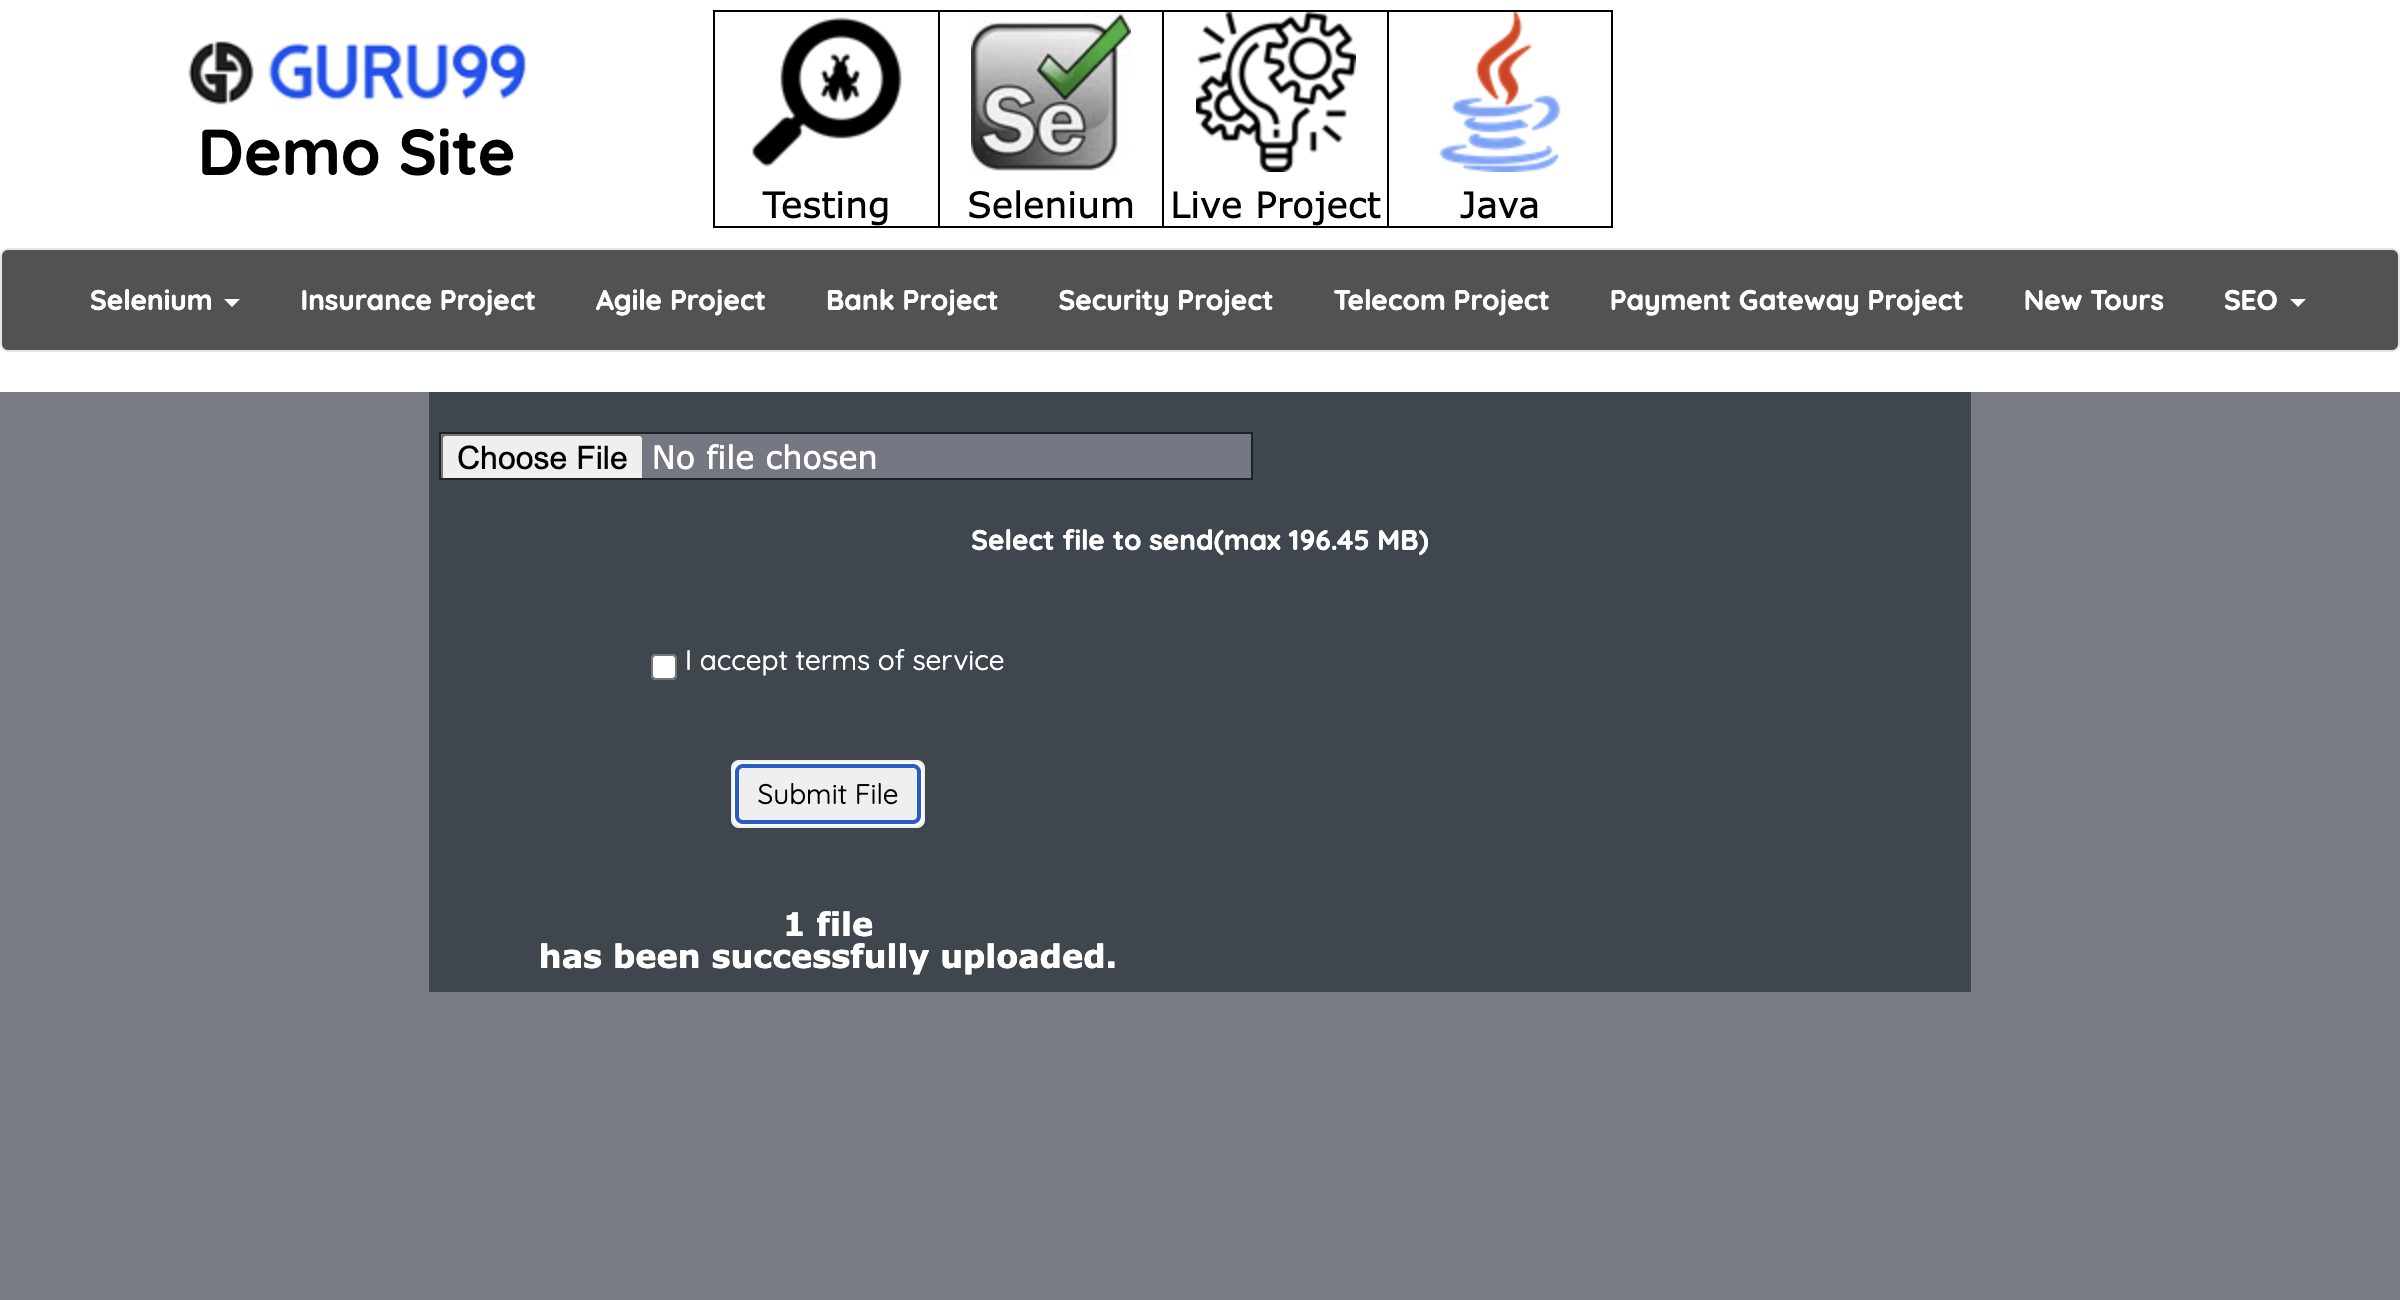 GURU99
Demo Site
Se
Testing
Selenium
Live Project
Java
Selenium
Insurance Project
Agile Project
Bank Project
Security Project
Telecom Project
Payment Gateway Project
New Tours
SEO
Choose File No file chosen
Select file to send(max 196.45 MB)
I accept terms of service
Submit File
1 file
has been successfully uploaded.